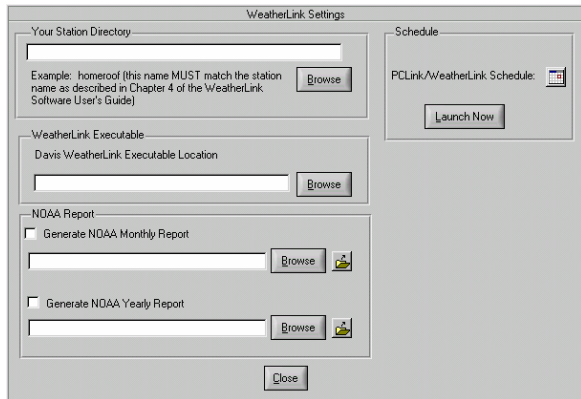 WeatherLink Settings
Your Station Directory
Example: homeroof (this name MUST match the station
name as described in Chapter 4 of the WeatherLink
Software User's Guide)
Browse
Schedule
PCLink/WeatherLink Schedule:
Launch Now
WeatherLink Executable
Davis WeatherLink Executable Location
Browse
NOAA Report
Generate NOAA Monthly Report
Browse
Generate NOAA Yearly Report
Browse
Close